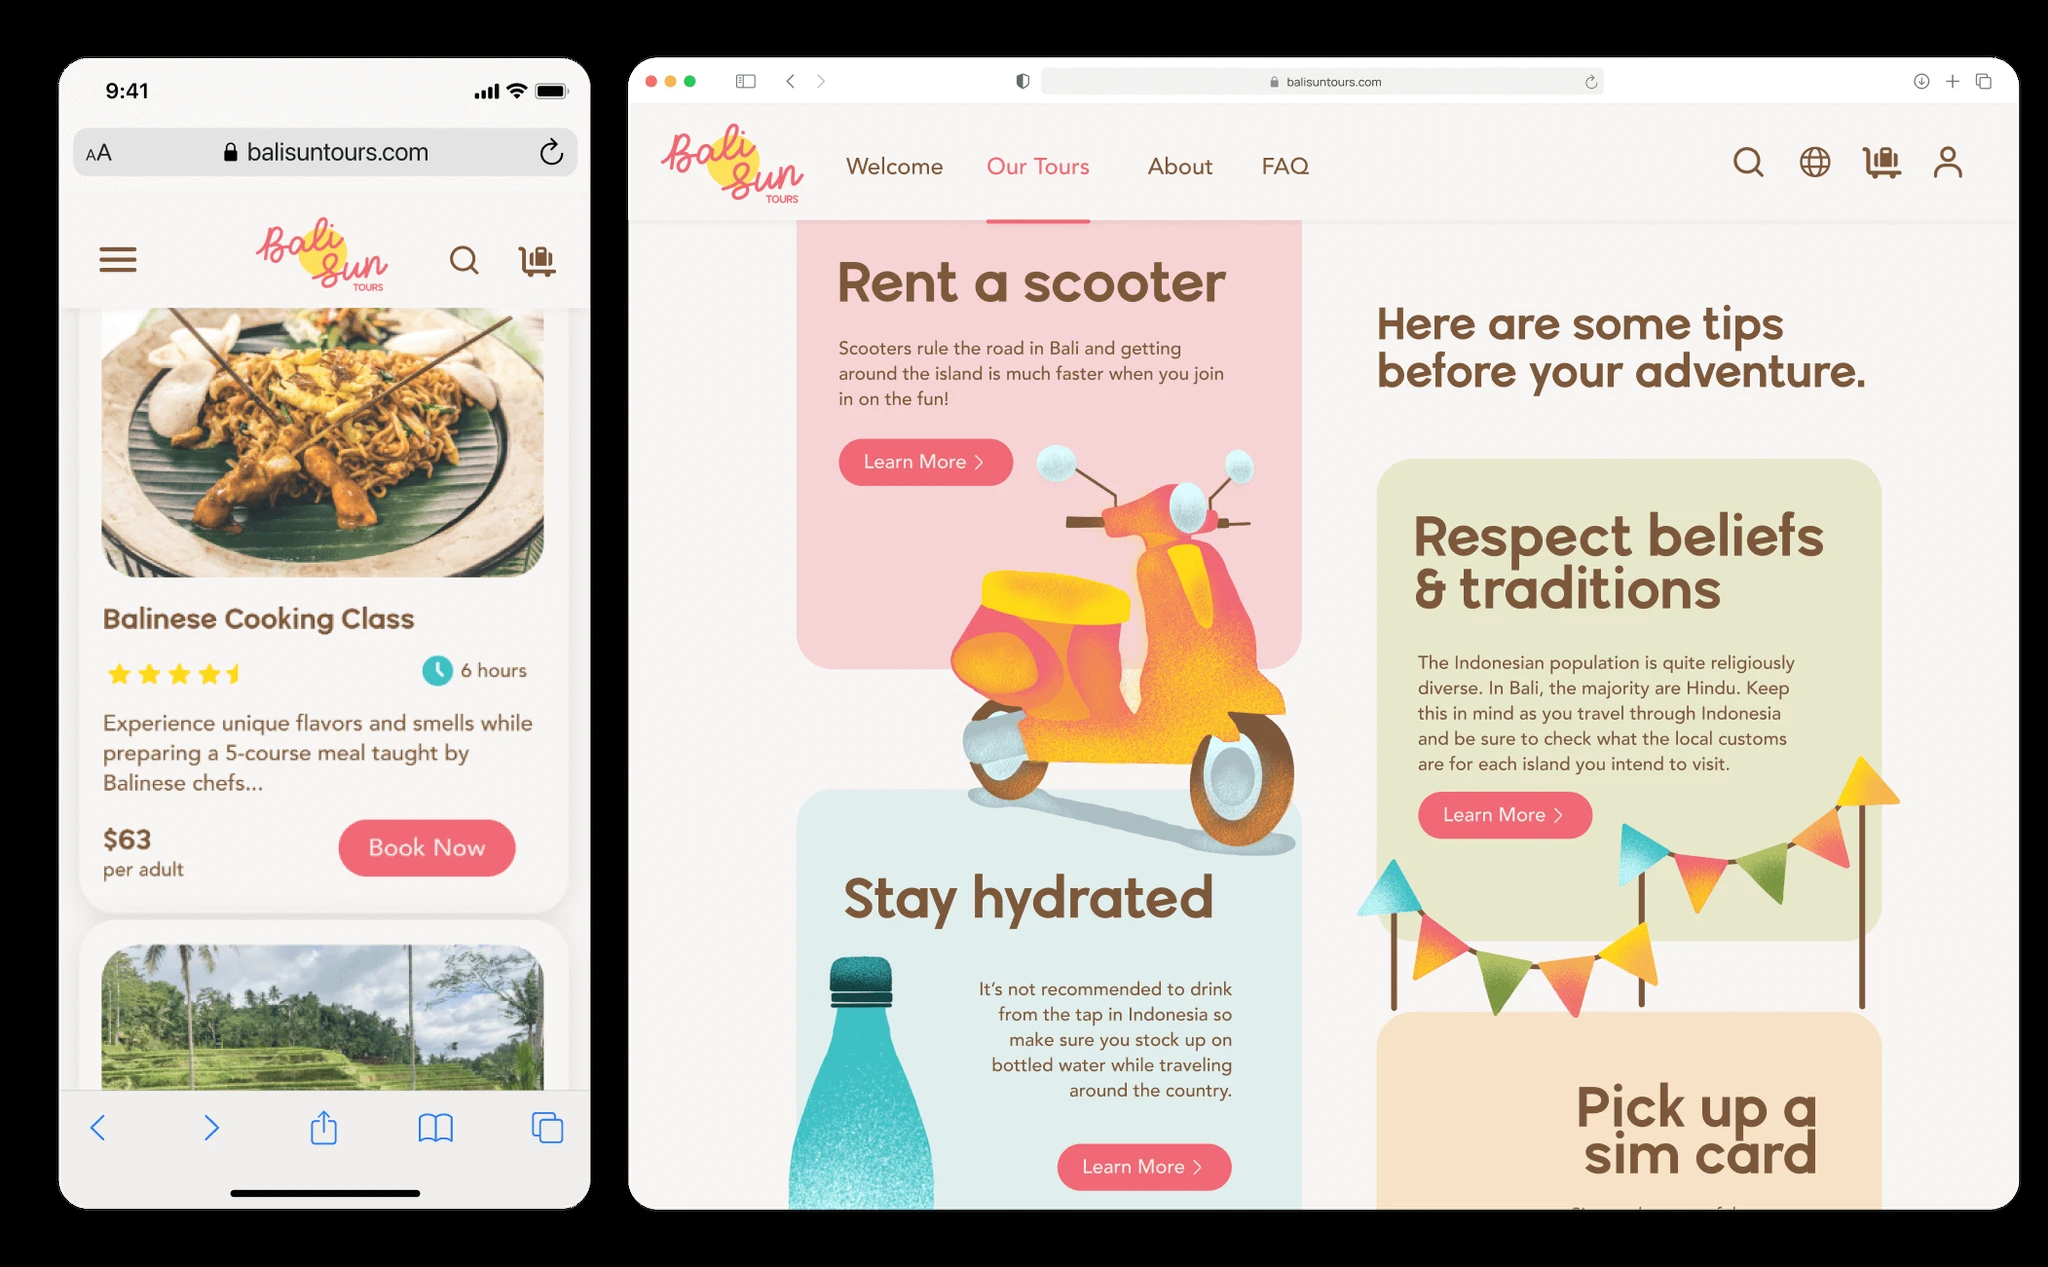 9:41
AA
balisuntours.com
Bali
Sun
TOURS
Balinese Cooking Class
6 hours
Experience unique flavors and smells while
preparing a 5-course meal taught by
Balinese chefs...
$63
per adult
Book Now
balisuntours.com
Bali
Sun
TOURS
Welcome
Our Tours
About
FAQ
Rent a scooter
Scooters rule the road in Bali and getting
around the island is much faster when you join
in on the fun!
Learn More
Stay hydrated
It's not recommended to drink
from the tap in Indonesia so
make sure you stock up on
bottled water while traveling
around the country.
Learn More
Here are some tips
before your adventure.
Respect beliefs
& traditions
The Indonesian population is quite religiously
diverse. In Bali, the majority are Hindu. Keep
this in mind as you travel through Indonesia
and be sure to check what the local customs
are for each island you intend to visit.
Learn More
Pick up a
sim card